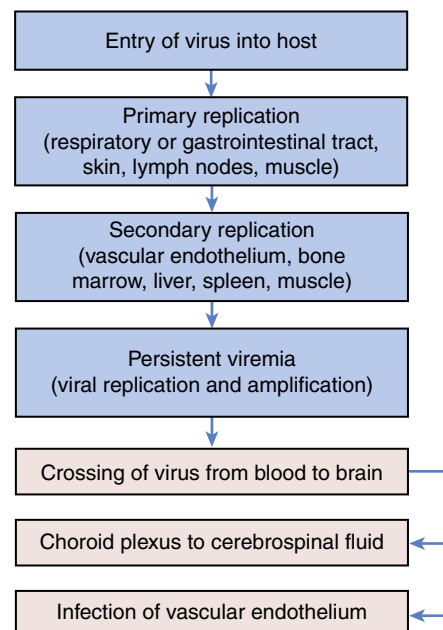 Entry of virus into host
Primary replication
(respiratory or gastrointestinal tract,
skin, lymph nodes, muscle)
Secondary replication
(vascular endothelium, bone
marrow, liver, spleen, muscle)
Persistent viremia
(viral replication and amplification)
Crossing of virus from blood to brain
Choroid plexus to cerebrospinal fluid
Infection of vascular endothelium